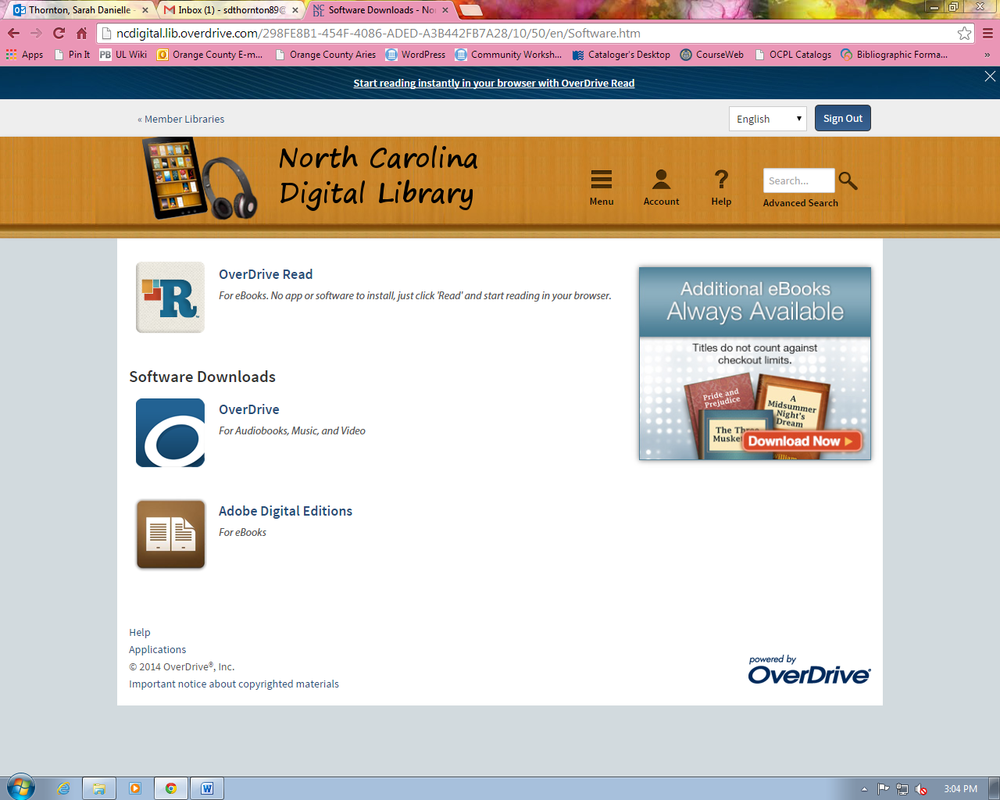 Thornton, Sarah Danielle -
Inbox (1) - sdthornton89@
Software Downloads - Nor
ncdigital.lib.overdrive.com/298FE8B1-454F-4086-ADED-A3B442FB7A28/10/50/en/Software.htm
Apps Pin It UL Wiki Orange County E-m... Orange County Aries WordPress Community Worksh... Cataloger's Desktop CourseWeb OCPL Catalogs Bibliographic Forma... »
Start reading instantly in your browser with OverDrive Read
« Member Libraries
English
Sign Out
North Carolina
Digital Library
Menu
Account
Help
Search...
Advanced Search
R
OverDrive Read
For eBooks. No app or software to install, just click 'Read' and start reading in your browser.
Additional eBooks
Always Available
Titles do not count against
checkout limits.
Pride and
Prejudice
A
Midsummer
Night's
Dream
The Three
Musket
William
Download Now
Software Downloads
OverDrive
For Audiobooks, Music, and Video
Adobe Digital Editions
For eBooks
Help
Applications
© 2014 OverDrive®, Inc.
Important notice about copyrighted materials
powered by
OverDrive®
3:04 PM